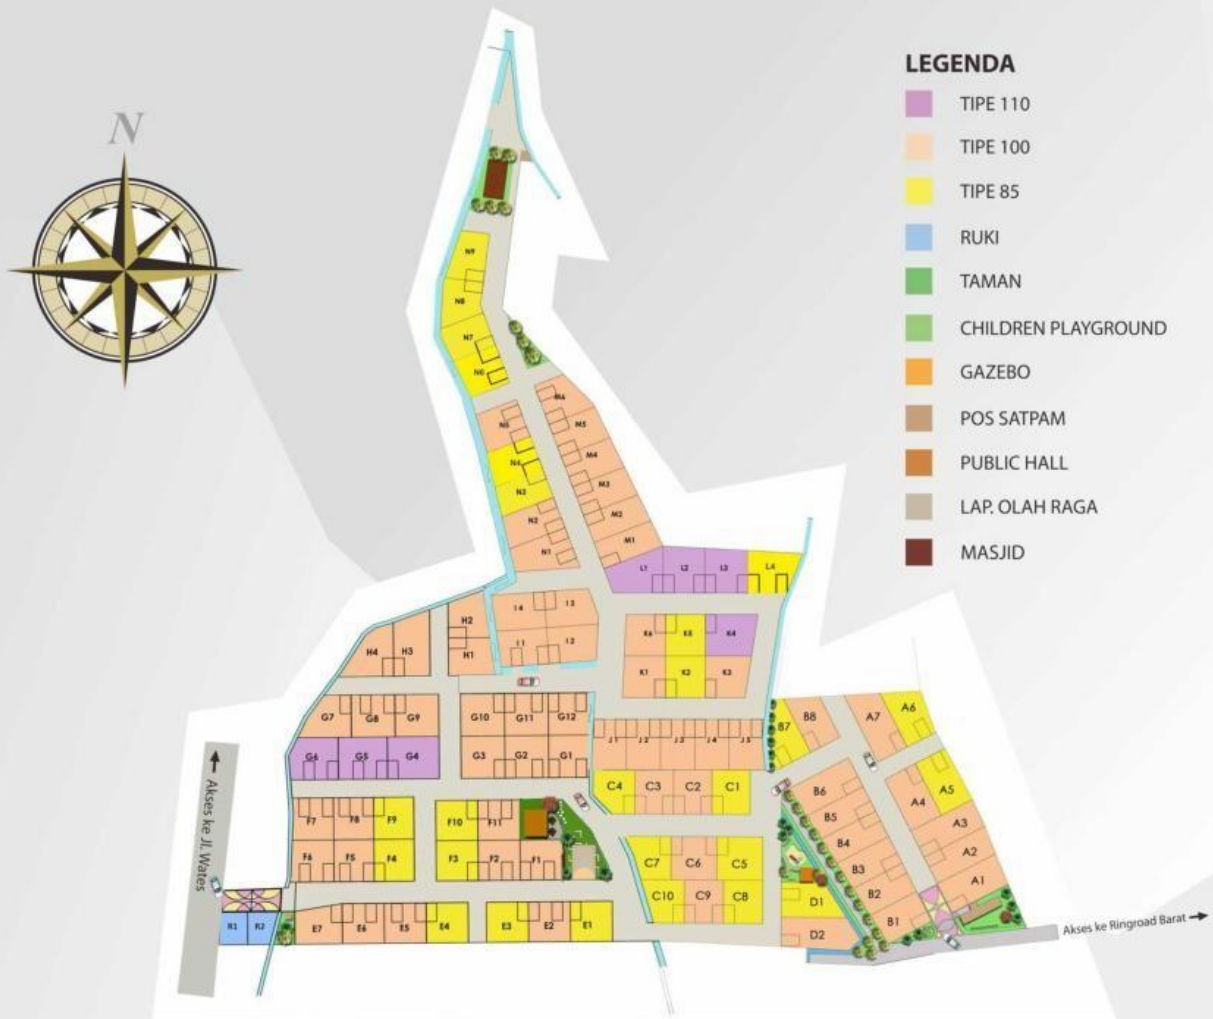 N
LEGENDA
TIPE 110
TIPE 100
TIPE 85
RUKI
TAMAN
CHILDREN PLAYGROUND
GAZEBO
POS SATPAM
PUBLIC HALL
LAP. OLAH RAGA
MASJID
N9
N8
N7
N6
M6
N5
M5
N4
M4
N3
M3
N2
M2
N1
M1
L1 L2 L3 L4
I4 I3
I1 I2
H2
H1
H4 H3
K6 K5 K4
K1 K2 K3
G7 G8 G9 G10 G11 G12
G6 G5 G4 G3 G2 G1
J1 J2 J3 J4 J5
B7 B8 A7 A6
C4 C3 C2 C1
B6 A4 A5
B5 A3
B4 A2
B3 A1
B2
B1
F7 F8 F9 F10 F11
F6 F5 F4 F3 F2 F1
C7 C6 C5
C10 C9 C8
D1
D2
R1 R2
E7 E6 E5 E4 E3 E2 E1
Akses ke Jl. Wates
Akses ke Ringroad Barat